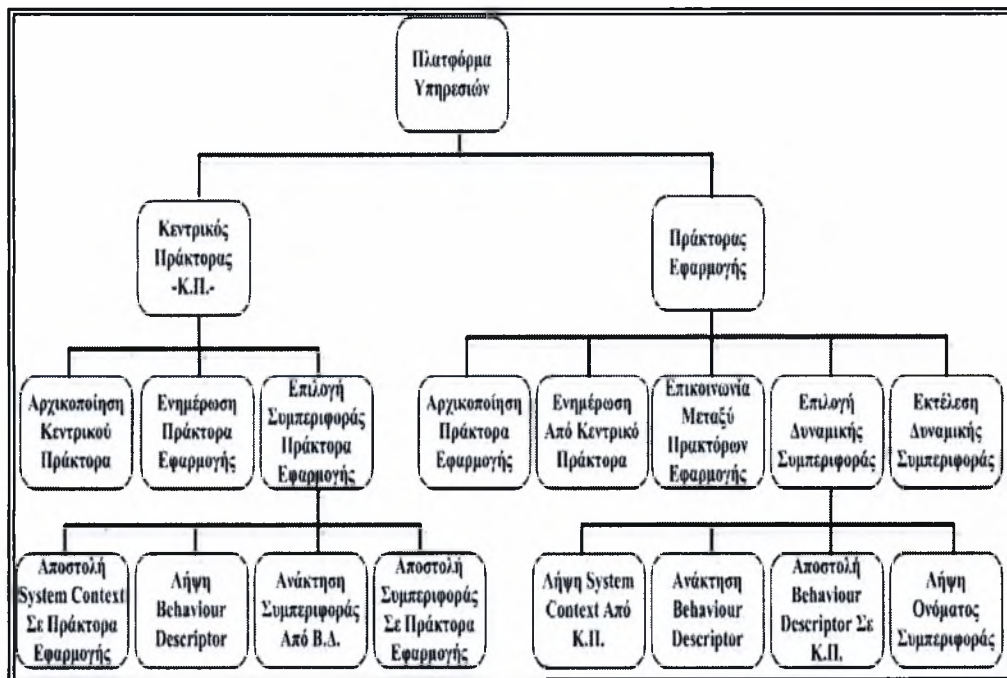 Πλατφόρμα
Υπηρεσιών
Κεντρικός
Πράκτορας
-Κ.Π.-
Πράκτορας
Εφαρμογής
Αρχικοποίηση
Κεντρικού
Πράκτορα
Ενημέρωση
Πράκτορα
Εφαρμογής
Επιλογή
Συμπεριφοράς
Πράκτορα
Εφαρμογής
Αρχικοποίηση
Πράκτορα
Εφαρμογής
Ενημέρωση
Από Κεντρικό
Πράκτορα
Επικοινωνία
Μεταξύ
Πρακτόρων
Εφαρμογής
Επιλογή
Δυναμικής
Συμπεριφοράς
Εκτέλεση
Δυναμικής
Συμπεριφοράς
Αποστολή
System Context
Σε Πράκτορα
Εφαρμογής
Λήψη
Behaviour
Descriptor
Ανάκτηση
Συμπεριφοράς
Από Β.Δ.
Αποστολή
Συμπεριφοράς
Σε Πράκτορα
Εφαρμογής
Λήψη System
Context Από
Κ.Π.
Ανάκτηση
Behaviour
Descriptor
Αποστολή
Behaviour
Descriptor Σε
Κ.Π.
Λήψη
Ονόματος
Συμπεριφοράς